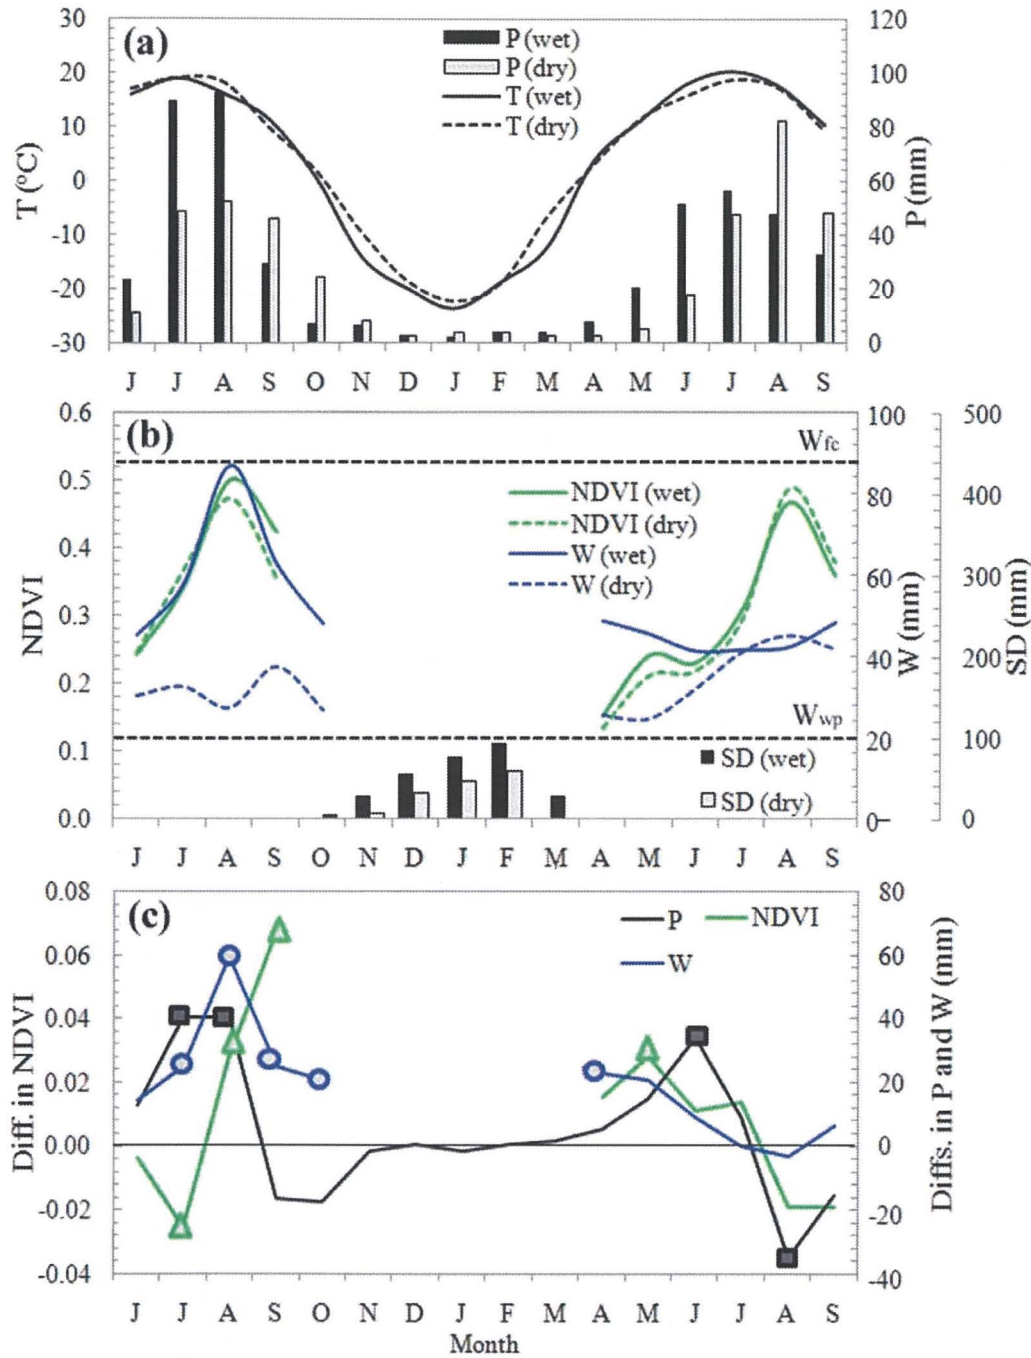 (a)
P (wet)
P (dry)
T (wet)
T (dry)
T (°C)
30
20
10
0
-10
-20
-30
P (mm)
120
100
80
60
40
20
0
J J A S O N D J F M A M J J A S
(b)
Wfc
NDVI (wet)
NDVI (dry)
W (wet)
W (dry)
Wwp
SD (wet)
SD (dry)
NDVI
0.6
0.5
0.4
0.3
0.2
0.1
0.0
W (mm)
100
80
60
40
20
0
SD (mm)
500
400
300
200
100
0
J J A S O N D J F M A M J J A S
(c)
P NDVI
W
Diff. in NDVI
0.08
0.06
0.04
0.02
0.00
-0.02
-0.04
Diffs. in P and W (mm)
80
60
40
20
0
-20
-40
J J A S O N D J F M A M J J A S
Month